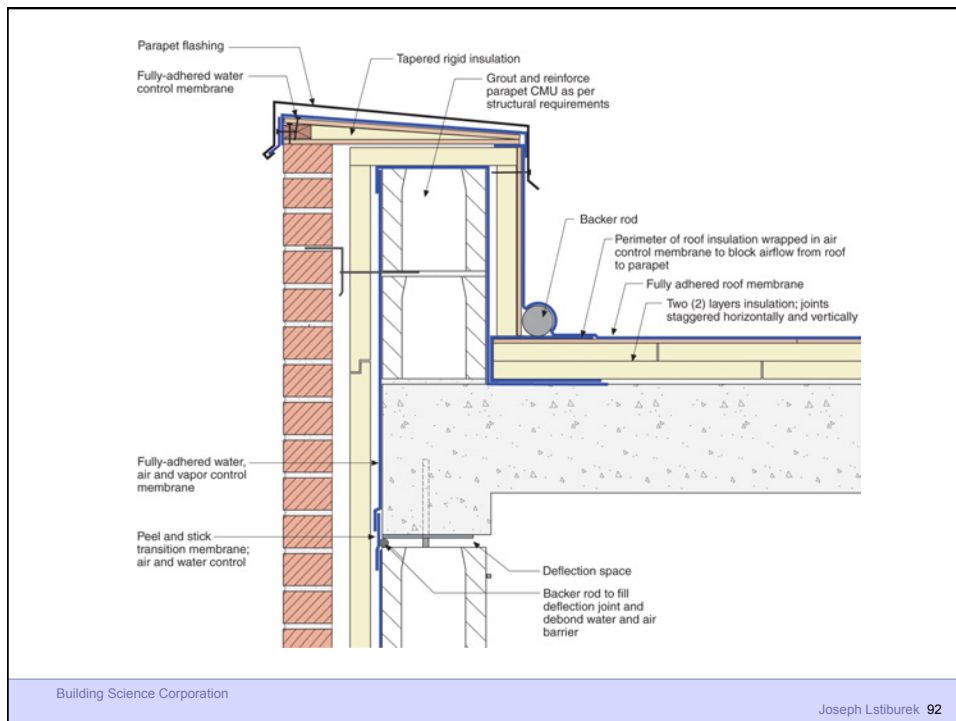 Parapet flashing
Fully-adhered water
control membrane
Tapered rigid insulation
Grout and reinforce
parapet CMU as per
structural requirements
Backer rod
Perimeter of roof insulation wrapped in air
control membrane to block airflow from roof
to parapet
Fully adhered roof membrane
Two (2) layers insulation; joints
staggered horizontally and vertically
Fully-adhered water,
air and vapor control
membrane
Peel and stick
transition membrane;
air and water control
Deflection space
Backer rod to fill
deflection joint and
debond water and air
barrier
Building Science Corporation
Joseph Lstiburek 92